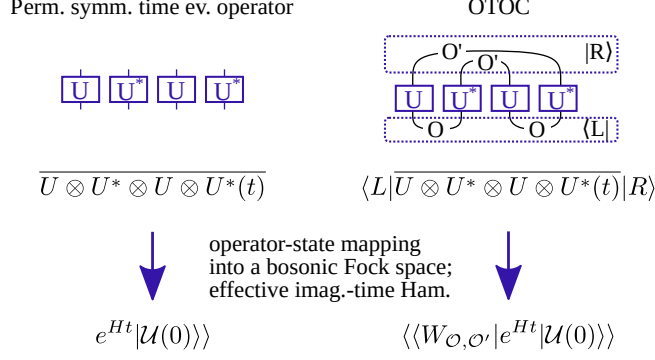 Perm. symm. time ev. operator
OTOC
O' |R⟩
O'
U U* U U*
U U* U U*
O O ⟨L|
U ⊗ U* ⊗ U ⊗ U*(t)
⟨L|U ⊗ U* ⊗ U ⊗ U*(t)|R⟩
operator-state mapping
into a bosonic Fock space;
effective imag.-time Ham.
e^{Ht}|𝒰(0)⟩⟩
⟨⟨W_{𝒪,𝒪'}|e^{Ht}|𝒰(0)⟩⟩